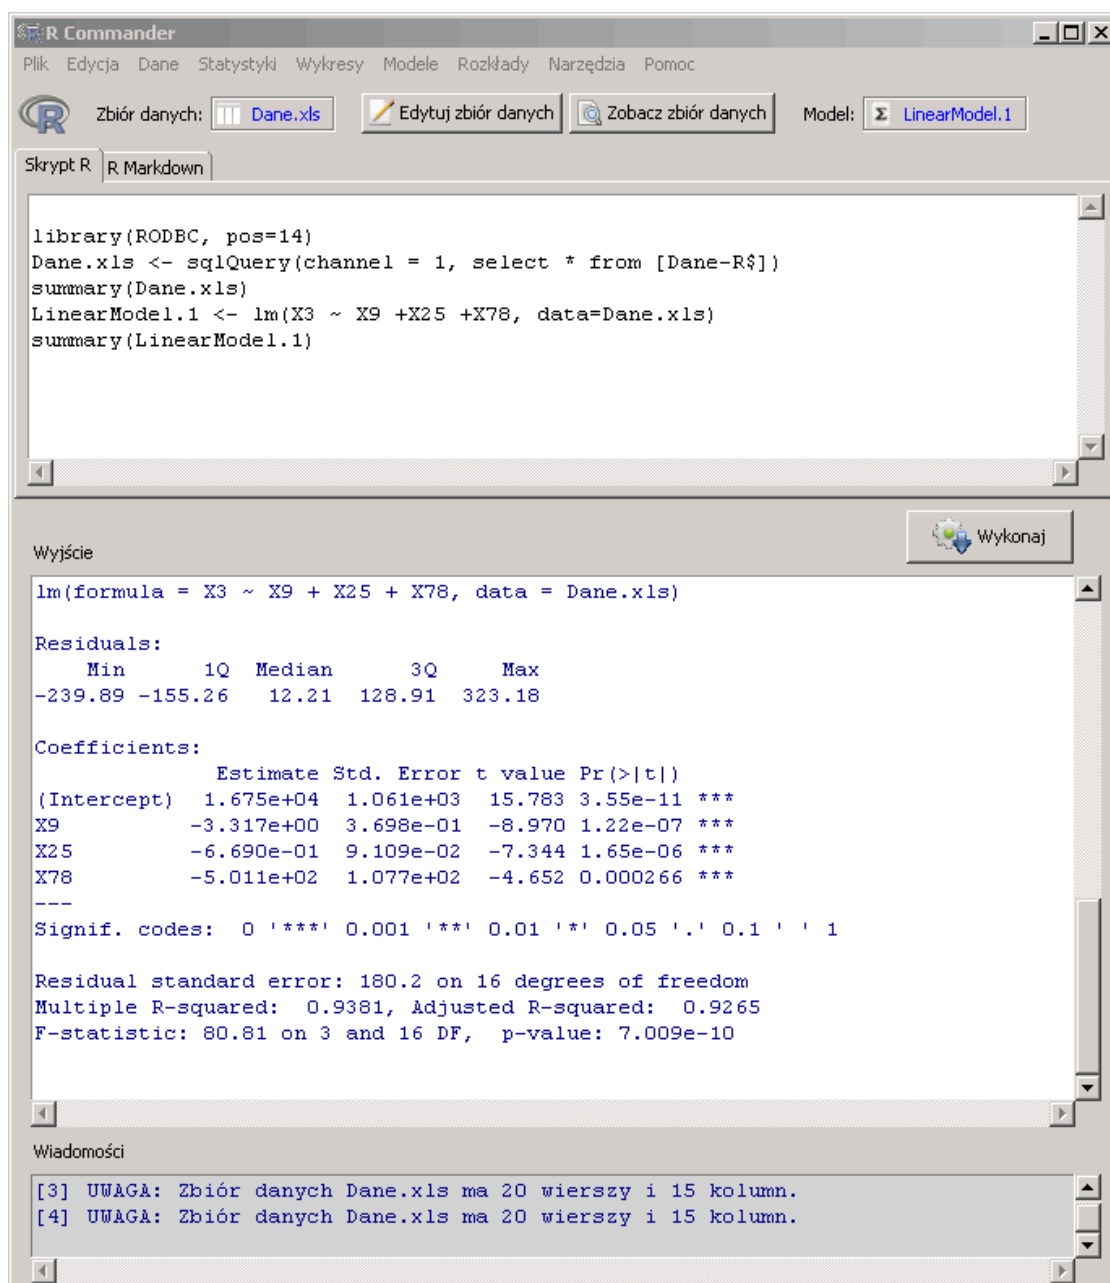 R Commander
Plik Edycja Dane Statystyki Wykresy Modele Rozkłady Narzędzia Pomoc
R Zbiór danych: Dane.xls Edytuj zbiór danych Zobacz zbiór danych Model: Σ LinearModel.1
Skrypt R R Markdown
library(RODBC, pos=14)
Dane.xls <- sqlQuery(channel = 1, select * from [Dane-R$])
summary(Dane.xls)
LinearModel.1 <- lm(X3 ~ X9 +X25 +X78, data=Dane.xls)
summary(LinearModel.1)
Wykonaj
Wyjście
lm(formula = X3 ~ X9 + X25 + X78, data = Dane.xls)
Residuals:
Min 1Q Median 3Q Max
-239.89 -155.26 12.21 128.91 323.18
Coefficients:
Estimate Std. Error t value Pr(>|t|)
(Intercept) 1.675e+04 1.061e+03 15.783 3.55e-11 ***
X9 -3.317e+00 3.698e-01 -8.970 1.22e-07 ***
X25 -6.690e-01 9.109e-02 -7.344 1.65e-06 ***
X78 -5.011e+02 1.077e+02 -4.652 0.000266 ***
---
Signif. codes: 0 '***' 0.001 '**' 0.01 '*' 0.05 '.' 0.1 ' ' 1
Residual standard error: 180.2 on 16 degrees of freedom
Multiple R-squared: 0.9381, Adjusted R-squared: 0.9265
F-statistic: 80.81 on 3 and 16 DF, p-value: 7.009e-10
Wiadomości
[3] UWAGA: Zbiór danych Dane.xls ma 20 wierszy i 15 kolumn.
[4] UWAGA: Zbiór danych Dane.xls ma 20 wierszy i 15 kolumn.